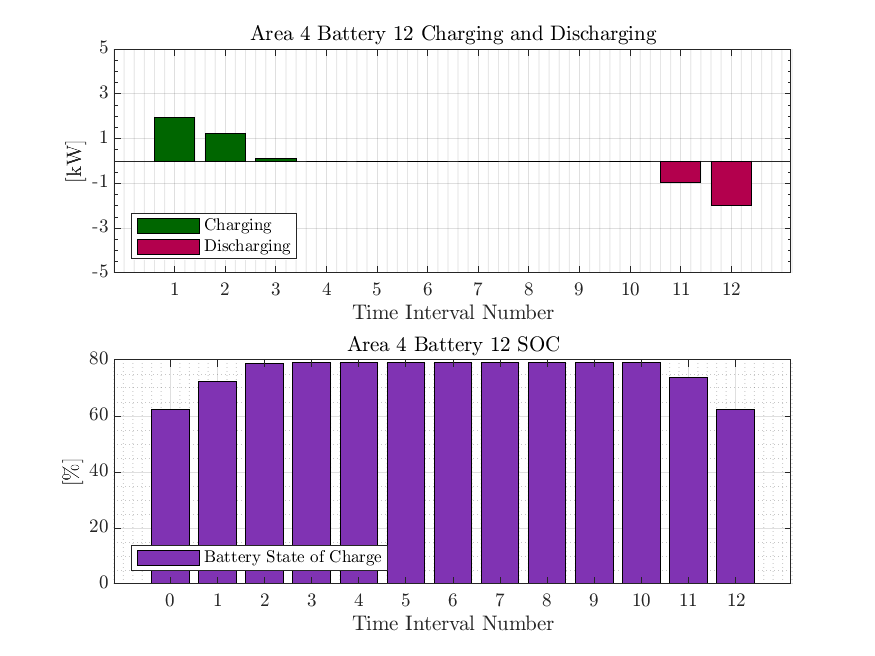 Area 4 Battery 12 Charging and Discharging
5
3
1
-1
-3
-5
[kW]
Charging
Discharging
1 2 3 4 5 6 7 8 9 10 11 12
Time Interval Number
Area 4 Battery 12 SOC
80
60
40
20
0
[%]
Battery State of Charge
0 1 2 3 4 5 6 7 8 9 10 11 12
Time Interval Number